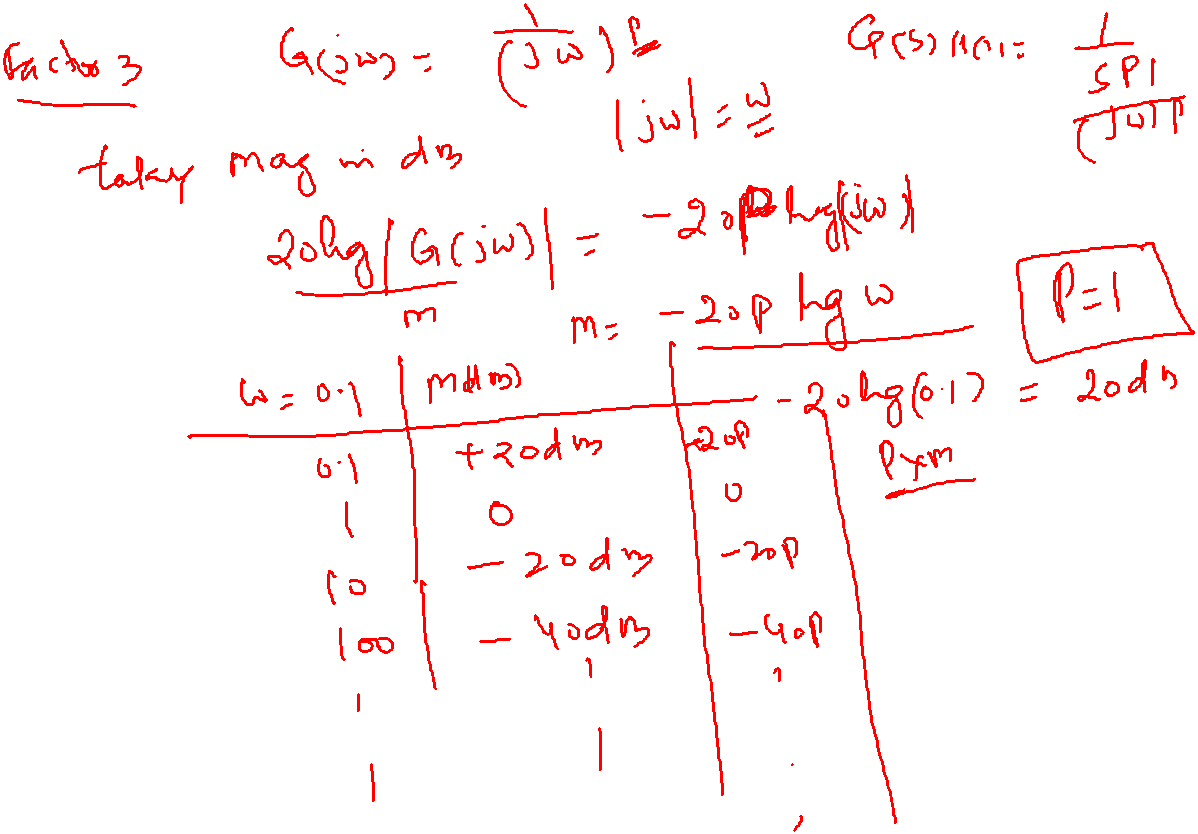 Factor 3 G(jω) = 1/(jω)^P G(s)H(s) = 1/s^P |
|jω| = ω 1/(jω)^P
taking mag in dB
20log|G(jω)| = -20P log(jω)
m m = -20P log ω P=1
ω = 0.1 M(dB) -20log(0.1) = 20dB
0.1 +20dB -20P P×m
1 0 0
10 -20dB -20P
100 -40dB -40P